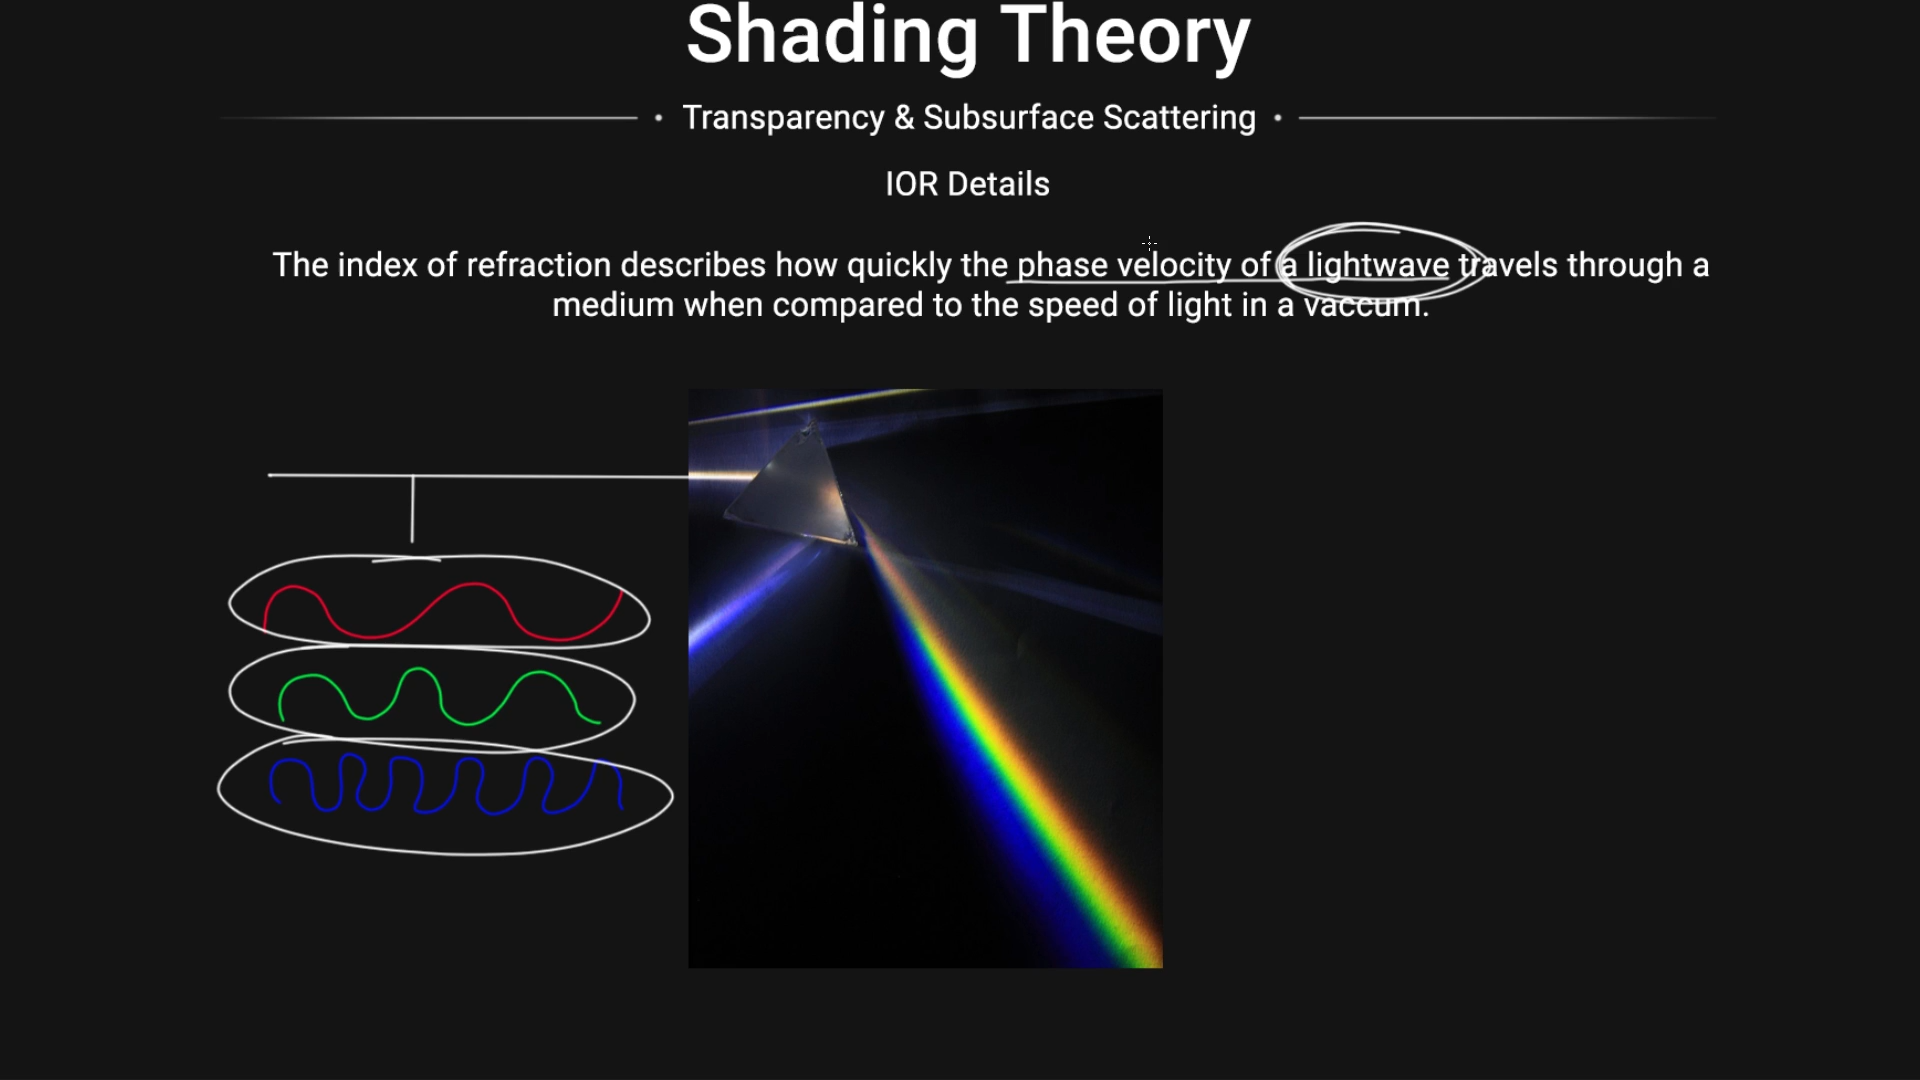 Shading Theory
Transparency & Subsurface Scattering
IOR Details
The index of refraction describes how quickly the phase velocity of a lightwave travels through a
medium when compared to the speed of light in a vaccum.